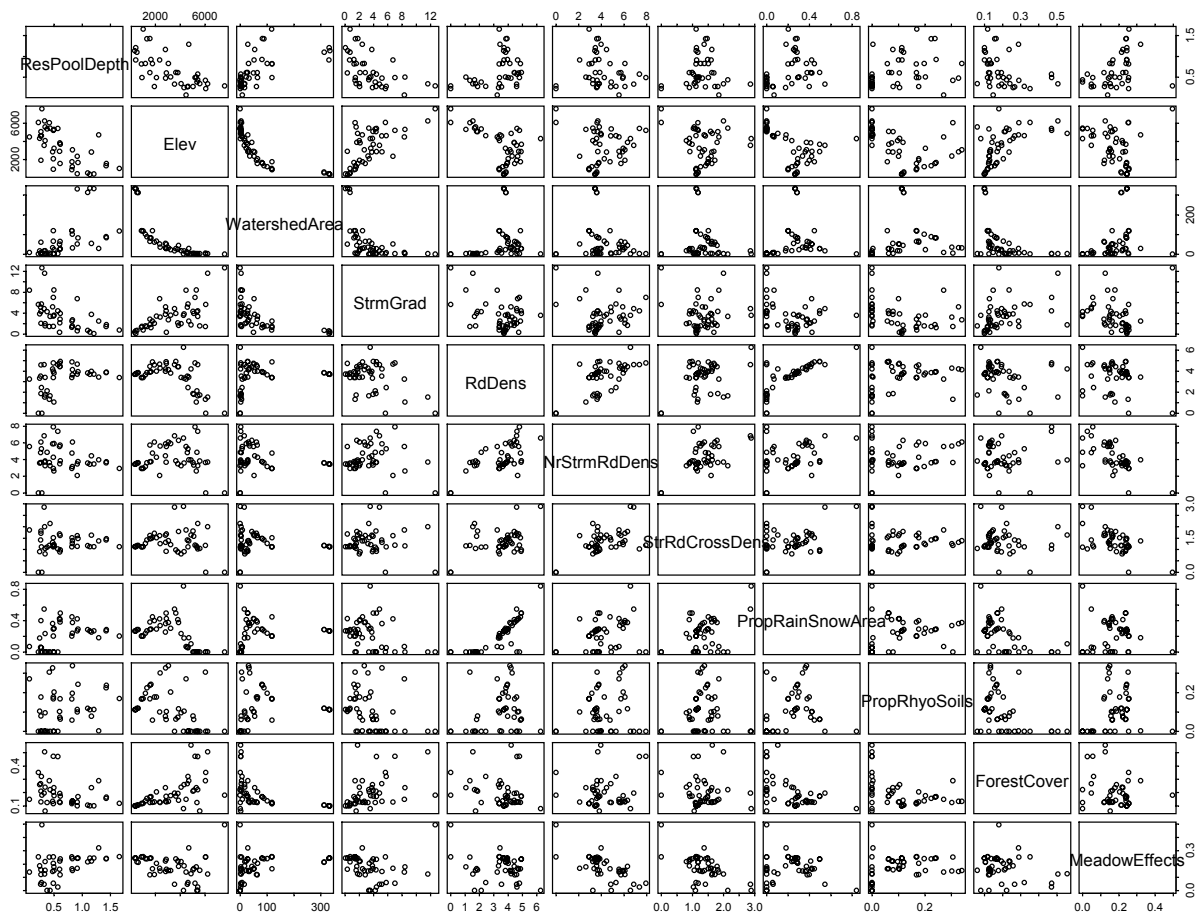 2000 6000 0 2 4 6 8 12 0 2 4 6 8 0.0 0.4 0.8 0.1 0.3 0.5
ResPoolDepth
0.5 1.5
2000 6000
Elev
WatershedArea
0 200
0 4 8 12
StrmGrad
RdDens
0 2 4 6
0 2 4 6 8
NrStrmRdDens
StrRdCrossDens
0.0 1.5 3.0
0.0 0.4 0.8
PropRainSnowArea
PropRhyoSoils
0.0 0.2
0.1 0.4
ForestCover
MeadowEffects
0.0 0.3
0.5 1.0 1.5 0 100 300 0 1 2 3 4 5 6 0.0 1.0 2.0 3.0 0.0 0.2 0.0 0.2 0.4